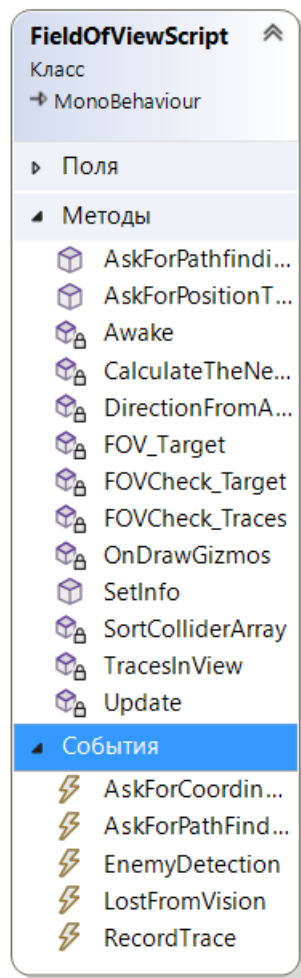 FieldOfViewScript
Класс
MonoBehaviour
Поля
Методы
AskForPathfindi...
AskForPositionT...
Awake
CalculateTheNe...
DirectionFromA...
FOV_Target
FOVCheck_Target
FOVCheck_Traces
OnDrawGizmos
SetInfo
SortColliderArray
TracesInView
Update
События
AskForCoordin...
AskForPathFind...
EnemyDetection
LostFromVision
RecordTrace